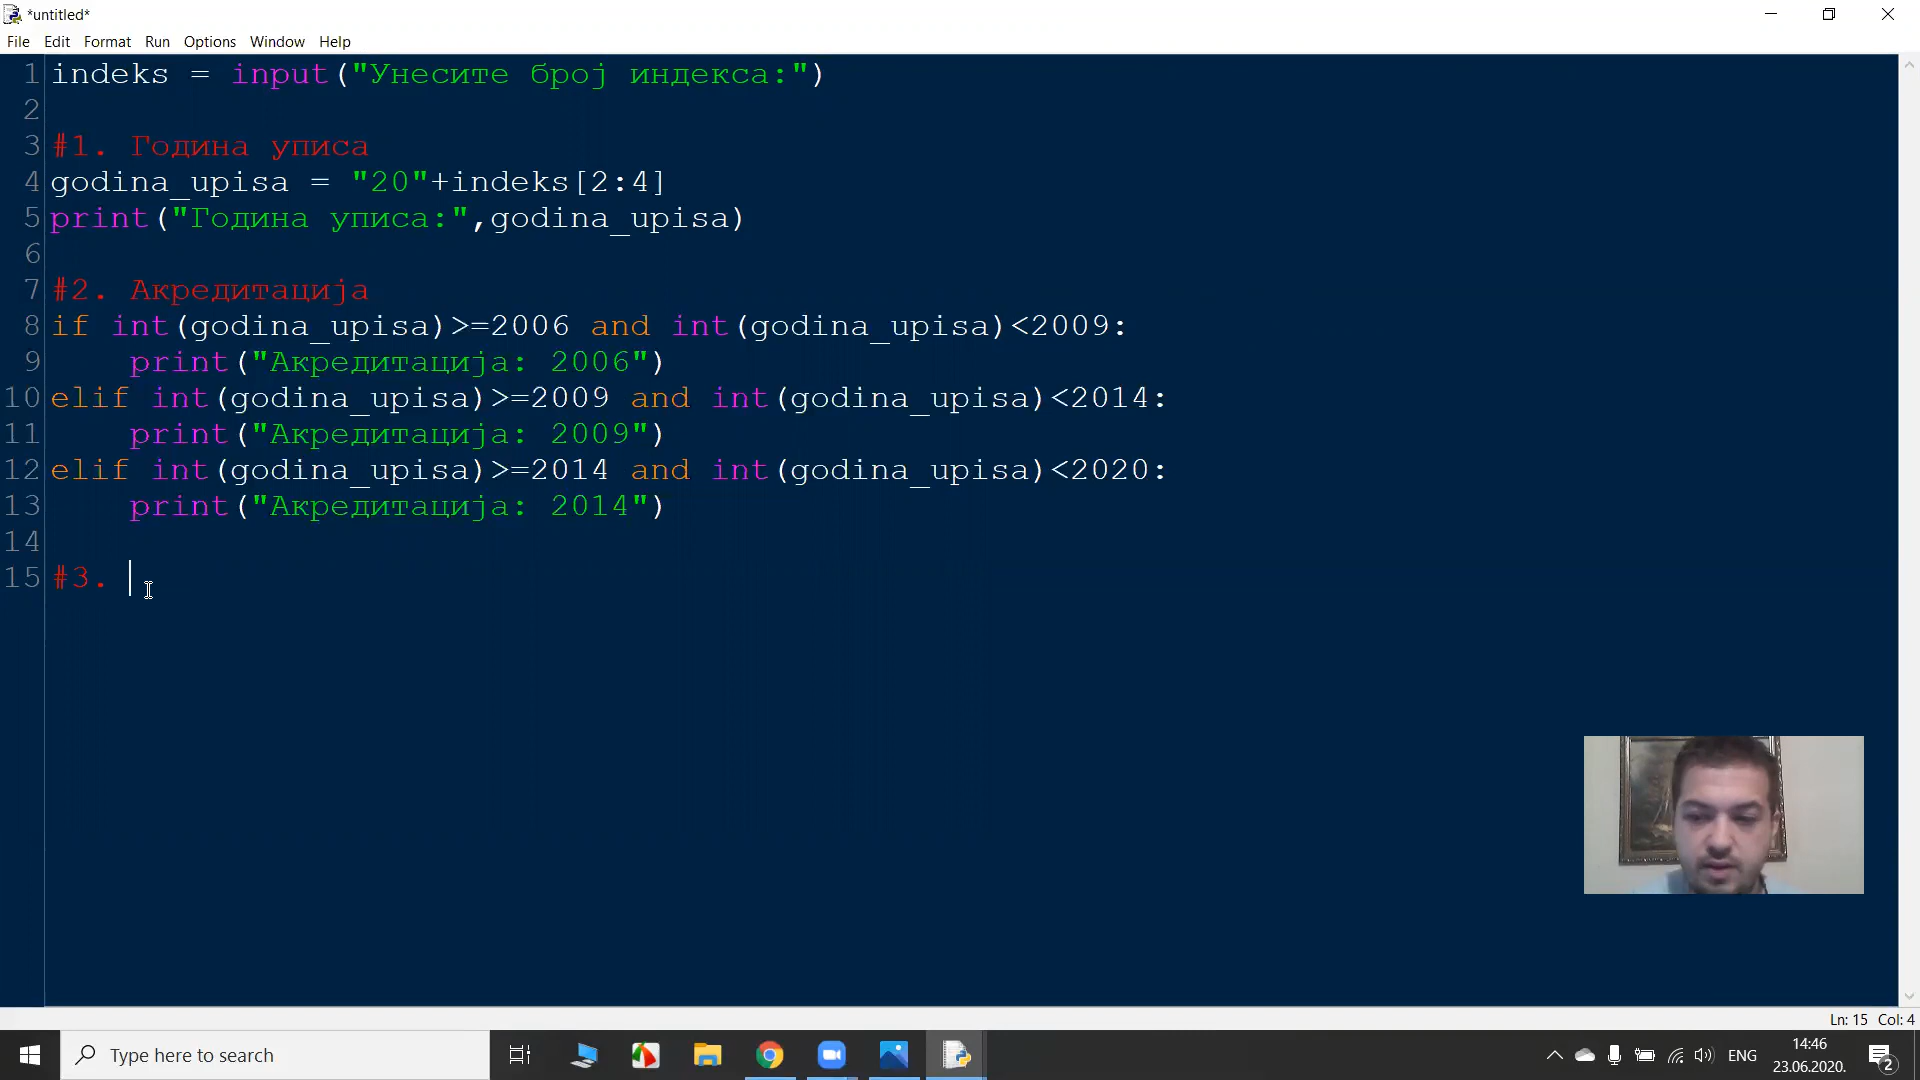 *untitled*
File Edit Format Run Options Window Help
1 indeks = input("Унесите број индекса:")
2
3 #1. Година уписа
4 godina_upisa = "20"+indeks[2:4]
5 print("Година уписа:",godina_upisa)
6
7 #2. Акредитација
8 if int(godina_upisa)>=2006 and int(godina_upisa)<2009:
9     print("Акредитација: 2006")
10 elif int(godina_upisa)>=2009 and int(godina_upisa)<2014:
11     print("Акредитација: 2009")
12 elif int(godina_upisa)>=2014 and int(godina_upisa)<2020:
13     print("Акредитација: 2014")
14
15 #3.
Ln: 15 Col: 4
Type here to search
ENG
14:46
23.06.2020.
2